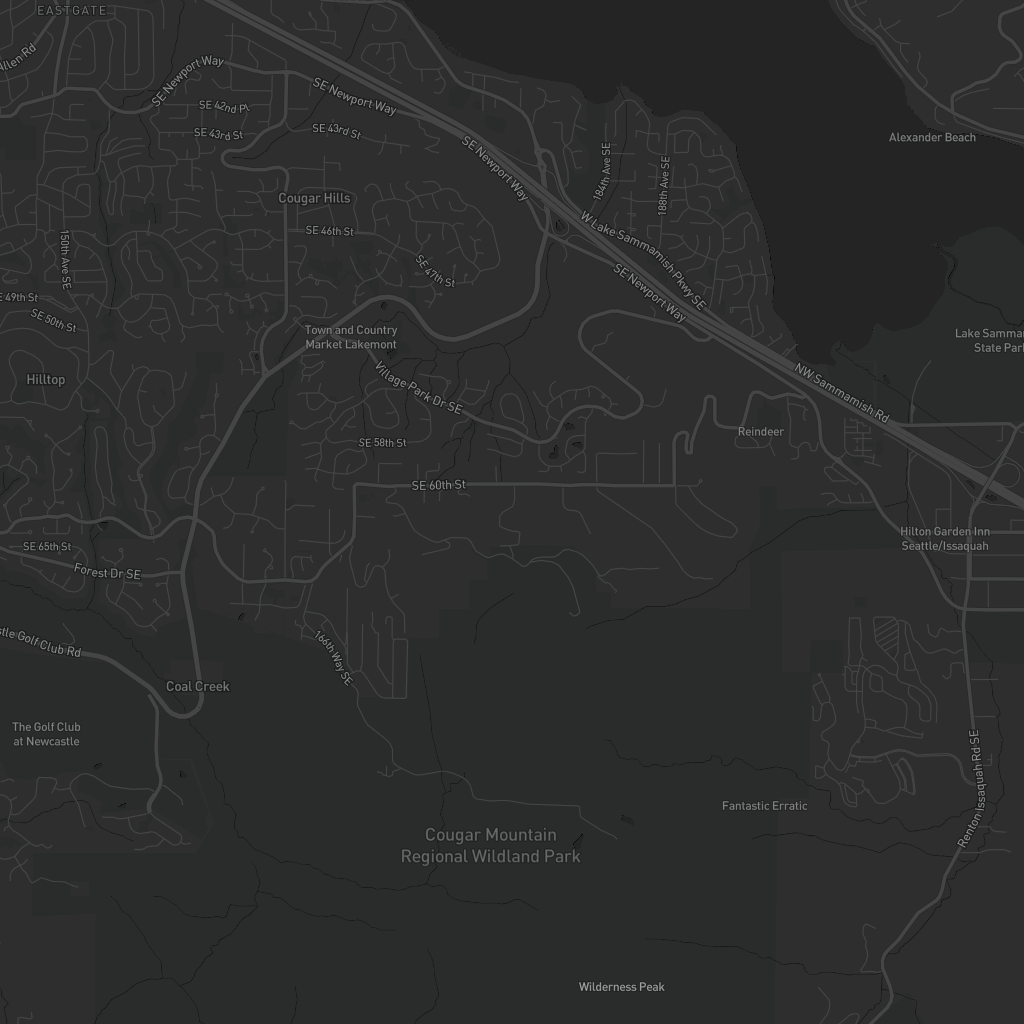 EASTGATE
Allen Rd
SE Newport Way
SE Newport Way
SE 42nd Pl
SE 43rd St
SE 43rd St
SE Newport Way
184th Ave SE
188th Ave SE
Alexander Beach
Cougar Hills
W Lake Sammamish Pkwy SE
SE 46th St
150th Ave SE
SE 47th St
SE Newport Way
SE 49th St
SE 50th St
Town and Country
Market Lakemont
Lake Sammar
State Park
Hilltop
Village Park Dr SE
NW Sammamish Rd
Reindeer
SE 58th St
SE 60th St
Hilton Garden Inn
Seattle/Issaquah
SE 65th St
Forest Dr SE
stle Golf Club Rd
166th Way SE
Coal Creek
The Golf Club
at Newcastle
Renton Issaquah Rd SE
Fantastic Erratic
Cougar Mountain
Regional Wildland Park
Wilderness Peak